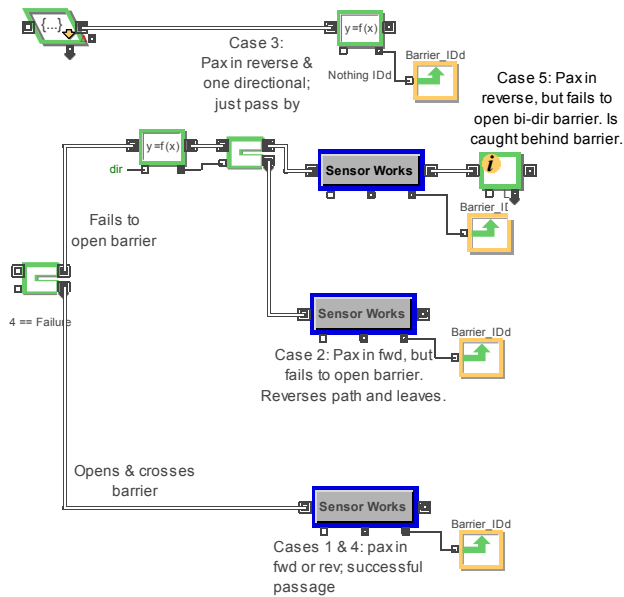 {...}
y=f(x)
Case 3:
Pax in reverse &
one directional;
just pass by
Nothing IDd
Barrier_IDd
Case 5: Pax in
reverse, but fails to
open bi-dir barrier. Is
caught behind barrier.
y=f(x)
dir
Sensor Works
i
L
Barrier_ID
Fails to
open barrier
4 == Failure
Sensor Works
Barrier_IDd
Case 2: Pax in fwd, but
fails to open barrier.
Reverses path and leaves.
Opens & crosses
barrier
Sensor Works
Barrier_IDd
Cases 1 & 4: pax in
fwd or rev; successful
passage